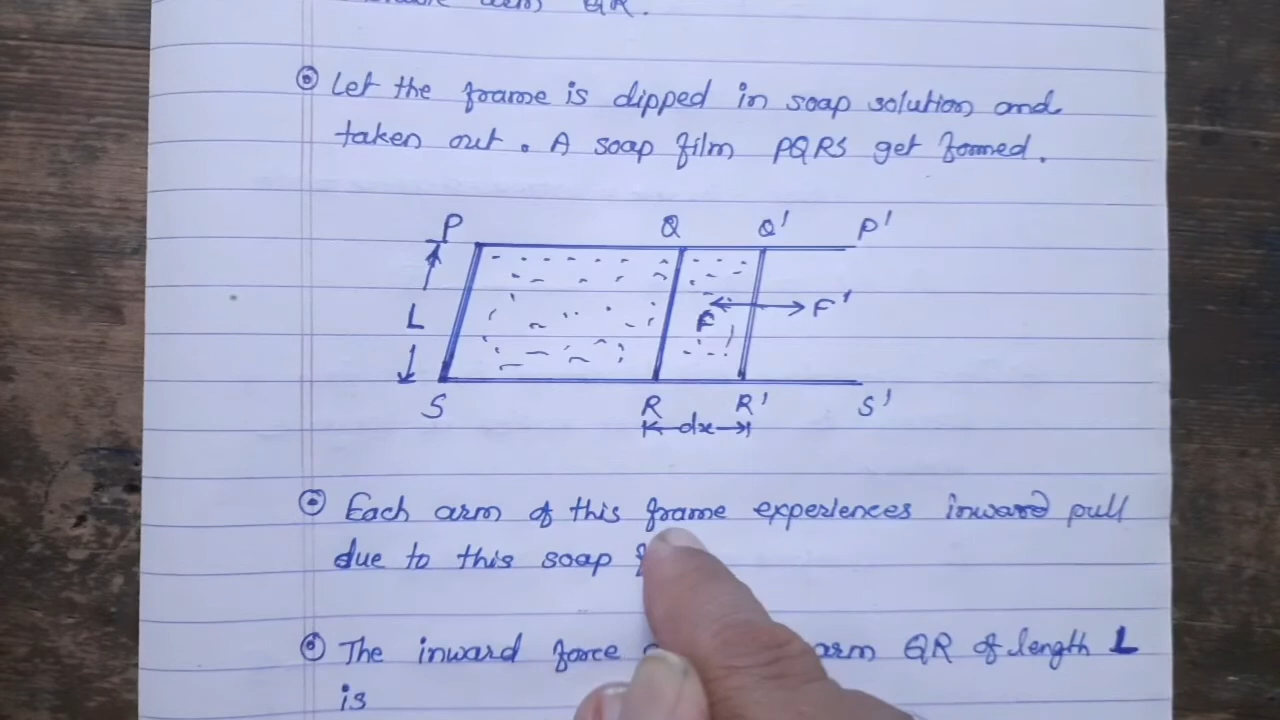 QR.
Let the frame is dipped in soap solution and
taken out. A soap film PQRS get formed.
P Q Q' P'
L F F'
S R R' S'
dx
Each arm of this frame experiences inward pull
due to this soap
The inward force arm QR of length L
is